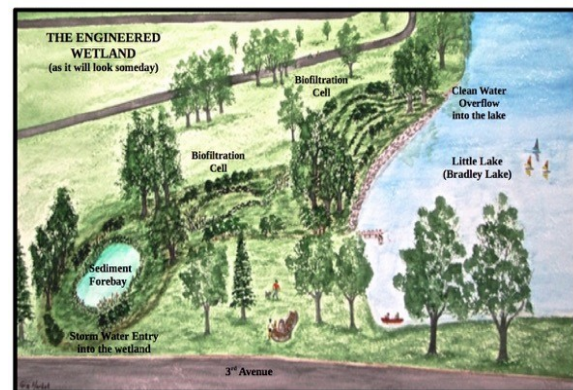 THE ENGINEERED
WETLAND
(as it will look someday)
Biofiltration
Cell
Clean Water
Overflow
into the lake
Biofiltration
Cell
Little Lake
(Bradley Lake)
Sediment
Forebay
Storm Water Entry
into the wetland
3rd Avenue